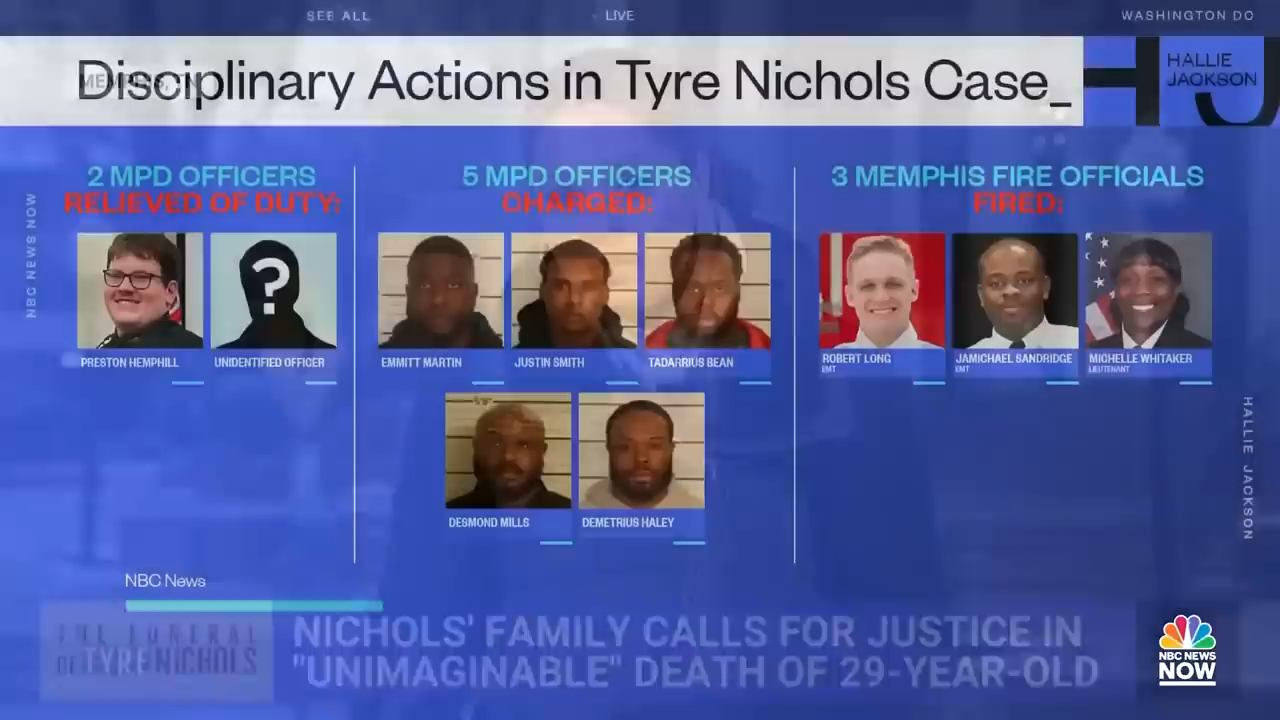 SEE ALL
LIVE
WASHINGTON DC
MEMPHIS, TN
Disciplinary Actions in Tyre Nichols Case_
HALLIE
JACKSON
HJ
2 MPD OFFICERS
RELIEVED OF DUTY:
PRESTON HEMPHILL
?
UNIDENTIFIED OFFICER
5 MPD OFFICERS
CHARGED:
EMMITT MARTIN
JUSTIN SMITH
TADARRIUS BEAN
DESMOND MILLS
DEMETRIUS HALEY
3 MEMPHIS FIRE OFFICIALS
FIRED:
ROBERT LONG
EMT
JAMICHAEL SANDRIDGE
EMT
MICHELLE WHITAKER
LIEUTENANT
NBC NEWS NOW
HALLIE JACKSON
NBC News
THE FUNERAL
OF TYRE NICHOLS
NICHOLS' FAMILY CALLS FOR JUSTICE IN
"UNIMAGINABLE" DEATH OF 29-YEAR-OLD
NBC NEWS
NOW